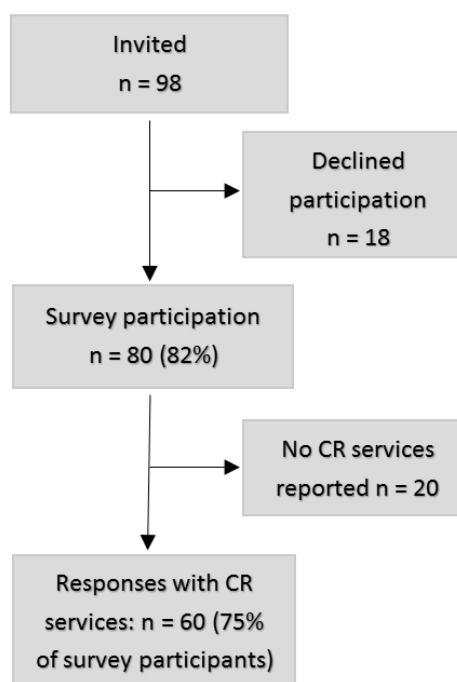 Invited
n = 98
Declined
participation
n = 18
Survey participation
n = 80 (82%)
No CR services
reported n = 20
Responses with CR
services: n = 60 (75%
of survey participants)